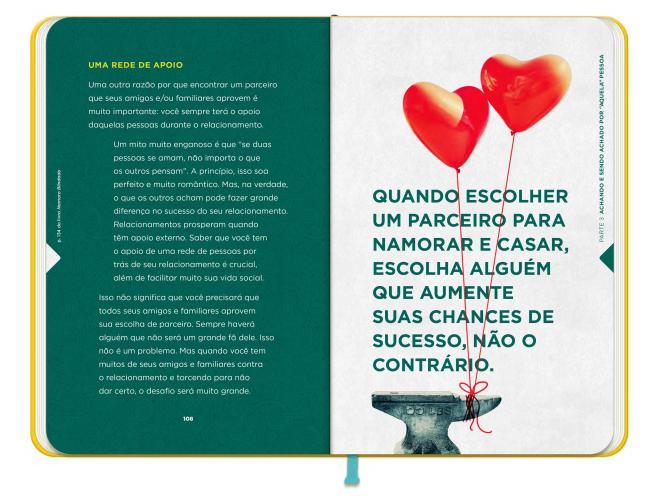 UMA REDE DE APOIO
Uma outra razão por que encontrar um parceiro
que seus amigos e/ou familiares aprovem é
muito importante: você sempre terá o apoio
daquelas pessoas durante o relacionamento.
Um mito muito enganoso é que “se duas
pessoas se amam, não importa o que
os outros pensam”. A princípio, isso soa
perfeito e muito romântico. Mas, na verdade,
o que os outros acham pode fazer grande
diferença no sucesso do seu relacionamento.
Relacionamentos prosperam quando
têm apoio externo. Saber que você tem
o apoio de uma rede de pessoas por
trás de seu relacionamento é crucial,
além de facilitar muito sua vida social.
Isso não significa que você precisará que
todos seus amigos e familiares aprovem
sua escolha de parceiro. Sempre haverá
alguém que não será um grande fã dele. Isso
não é um problema. Mas quando você tem
muitos de seus amigos e familiares contra
o relacionamento e torcendo para não
dar certo, o desafio será muito grande.
108
p. 134 do livro Namoro Blindado
QUANDO ESCOLHER
UM PARCEIRO PARA
NAMORAR E CASAR,
ESCOLHA ALGUÉM
QUE AUMENTE
SUAS CHANCES DE
SUCESSO, NÃO O
CONTRÁRIO.
PARTE 3 ACHANDO E SENDO ACHADO POR “AQUELA” PESSOA